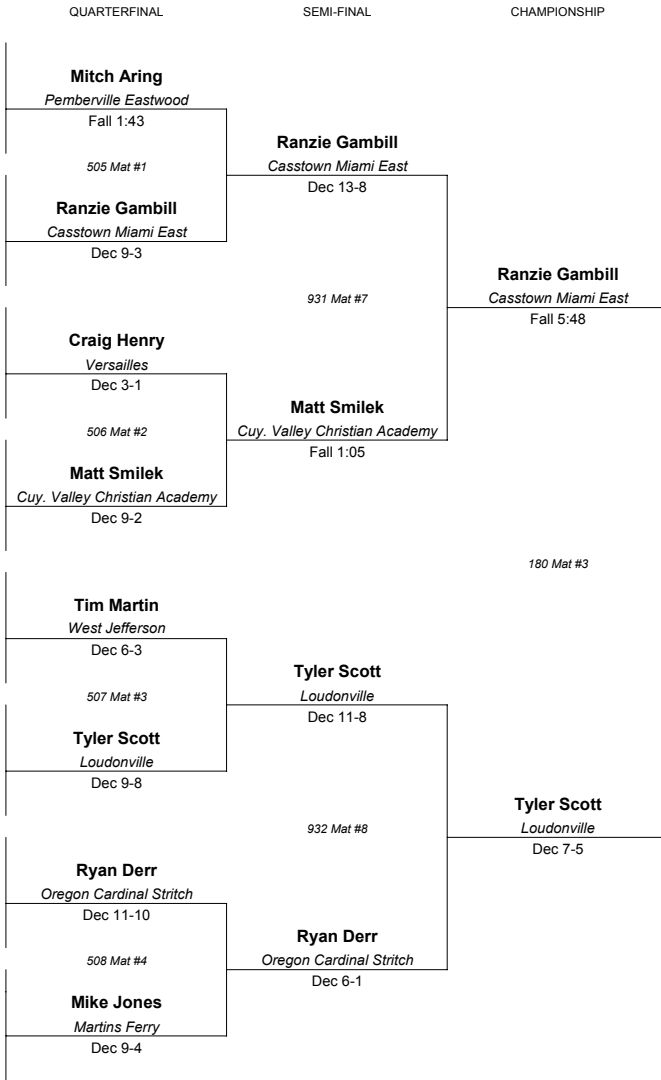 QUARTERFINAL
SEMI-FINAL
CHAMPIONSHIP
Mitch Aring
Pemberville Eastwood
Fall 1:43
505 Mat #1
Ranzie Gambill
Casstown Miami East
Dec 9-3
Craig Henry
Versailles
Dec 3-1
506 Mat #2
Matt Smilek
Cuy. Valley Christian Academy
Dec 9-2
Tim Martin
West Jefferson
Dec 6-3
507 Mat #3
Tyler Scott
Loudonville
Dec 9-8
Ryan Derr
Oregon Cardinal Stritch
Dec 11-10
508 Mat #4
Mike Jones
Martins Ferry
Dec 9-4
Ranzie Gambill
Casstown Miami East
Dec 13-8
931 Mat #7
Matt Smilek
Cuy. Valley Christian Academy
Fall 1:05
Tyler Scott
Loudonville
Dec 11-8
932 Mat #8
Ryan Derr
Oregon Cardinal Stritch
Dec 6-1
Ranzie Gambill
Casstown Miami East
Fall 5:48
180 Mat #3
Tyler Scott
Loudonville
Dec 7-5